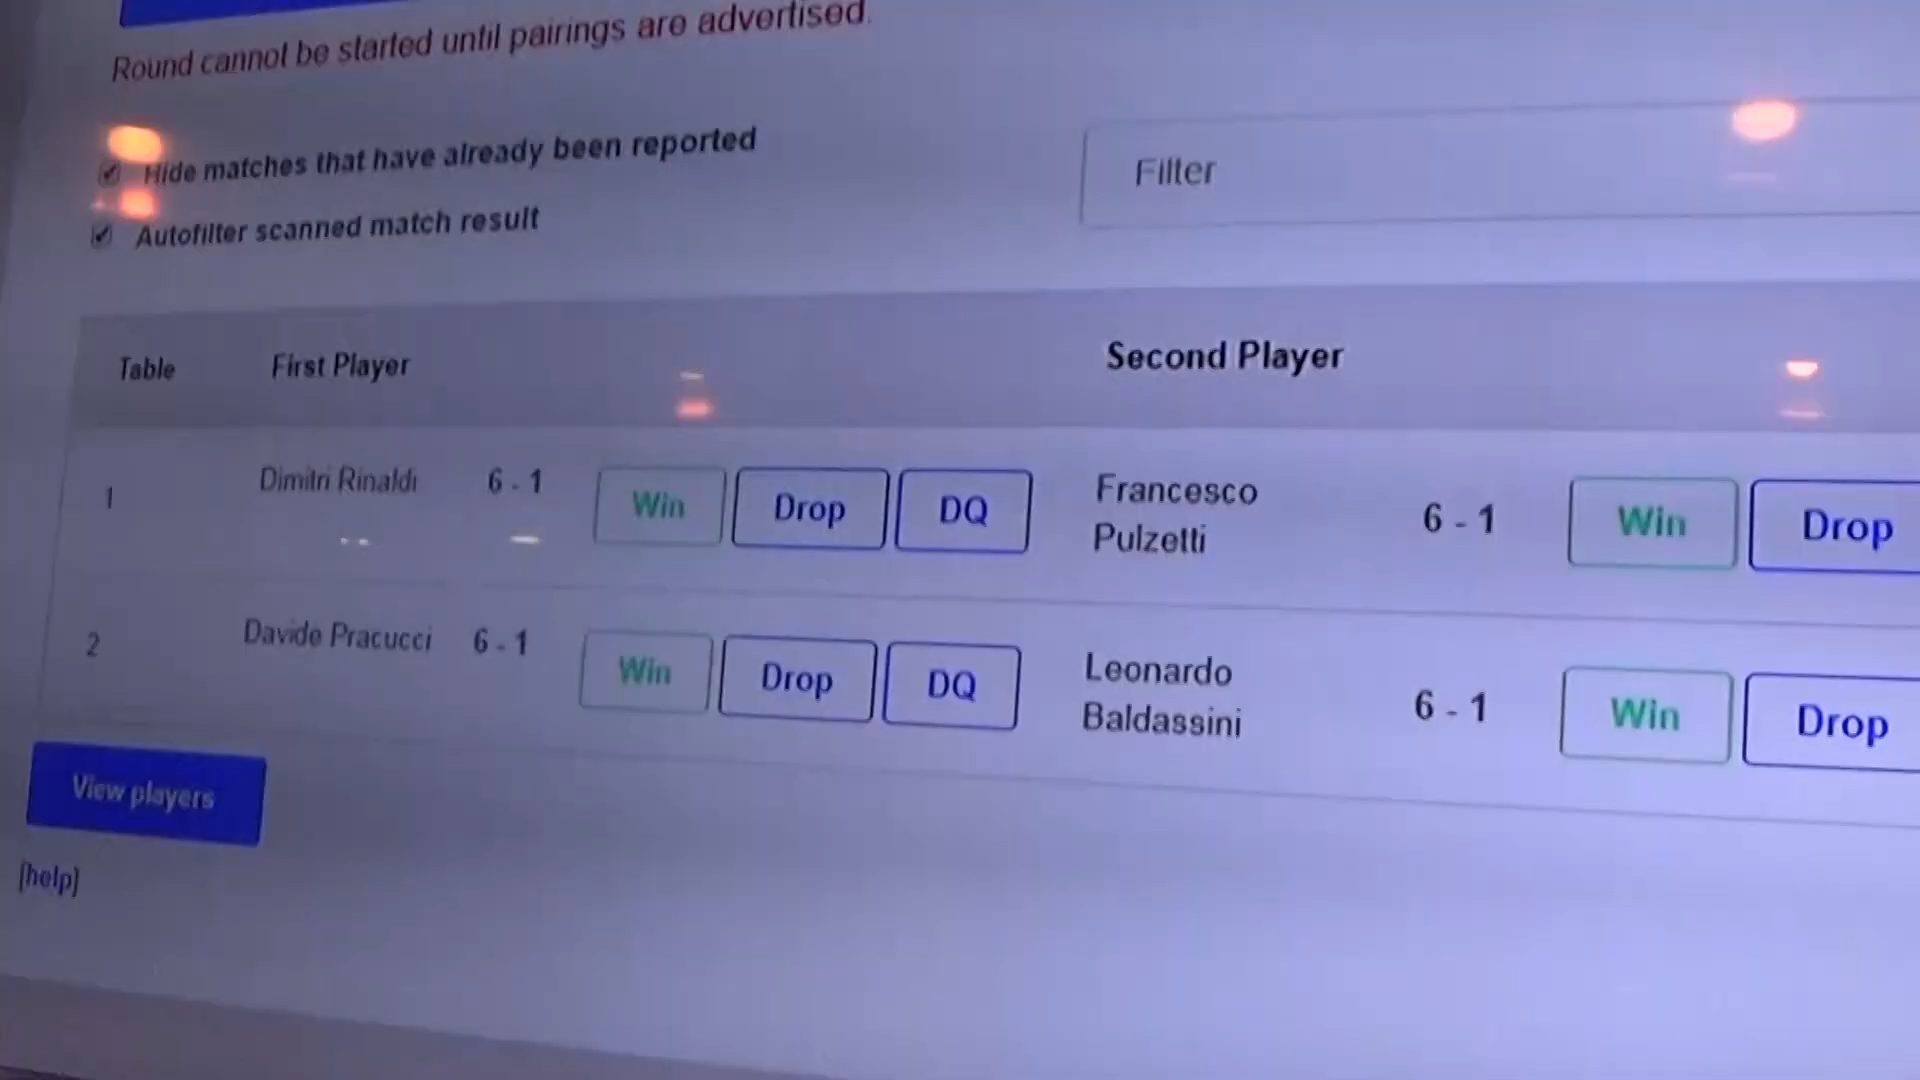 Round cannot be started until pairings are advertised.
Hide matches that have already been reported
Filter
Autofilter scanned match result
Table First Player Second Player
1 Dimitri Rinaldi 6 - 1 Win Drop DQ Francesco
Pulzetti 6 - 1 Win Drop
2 Davide Pracucci 6 - 1 Win Drop DQ Leonardo
Baldassini 6 - 1 Win Drop
View players
[help]